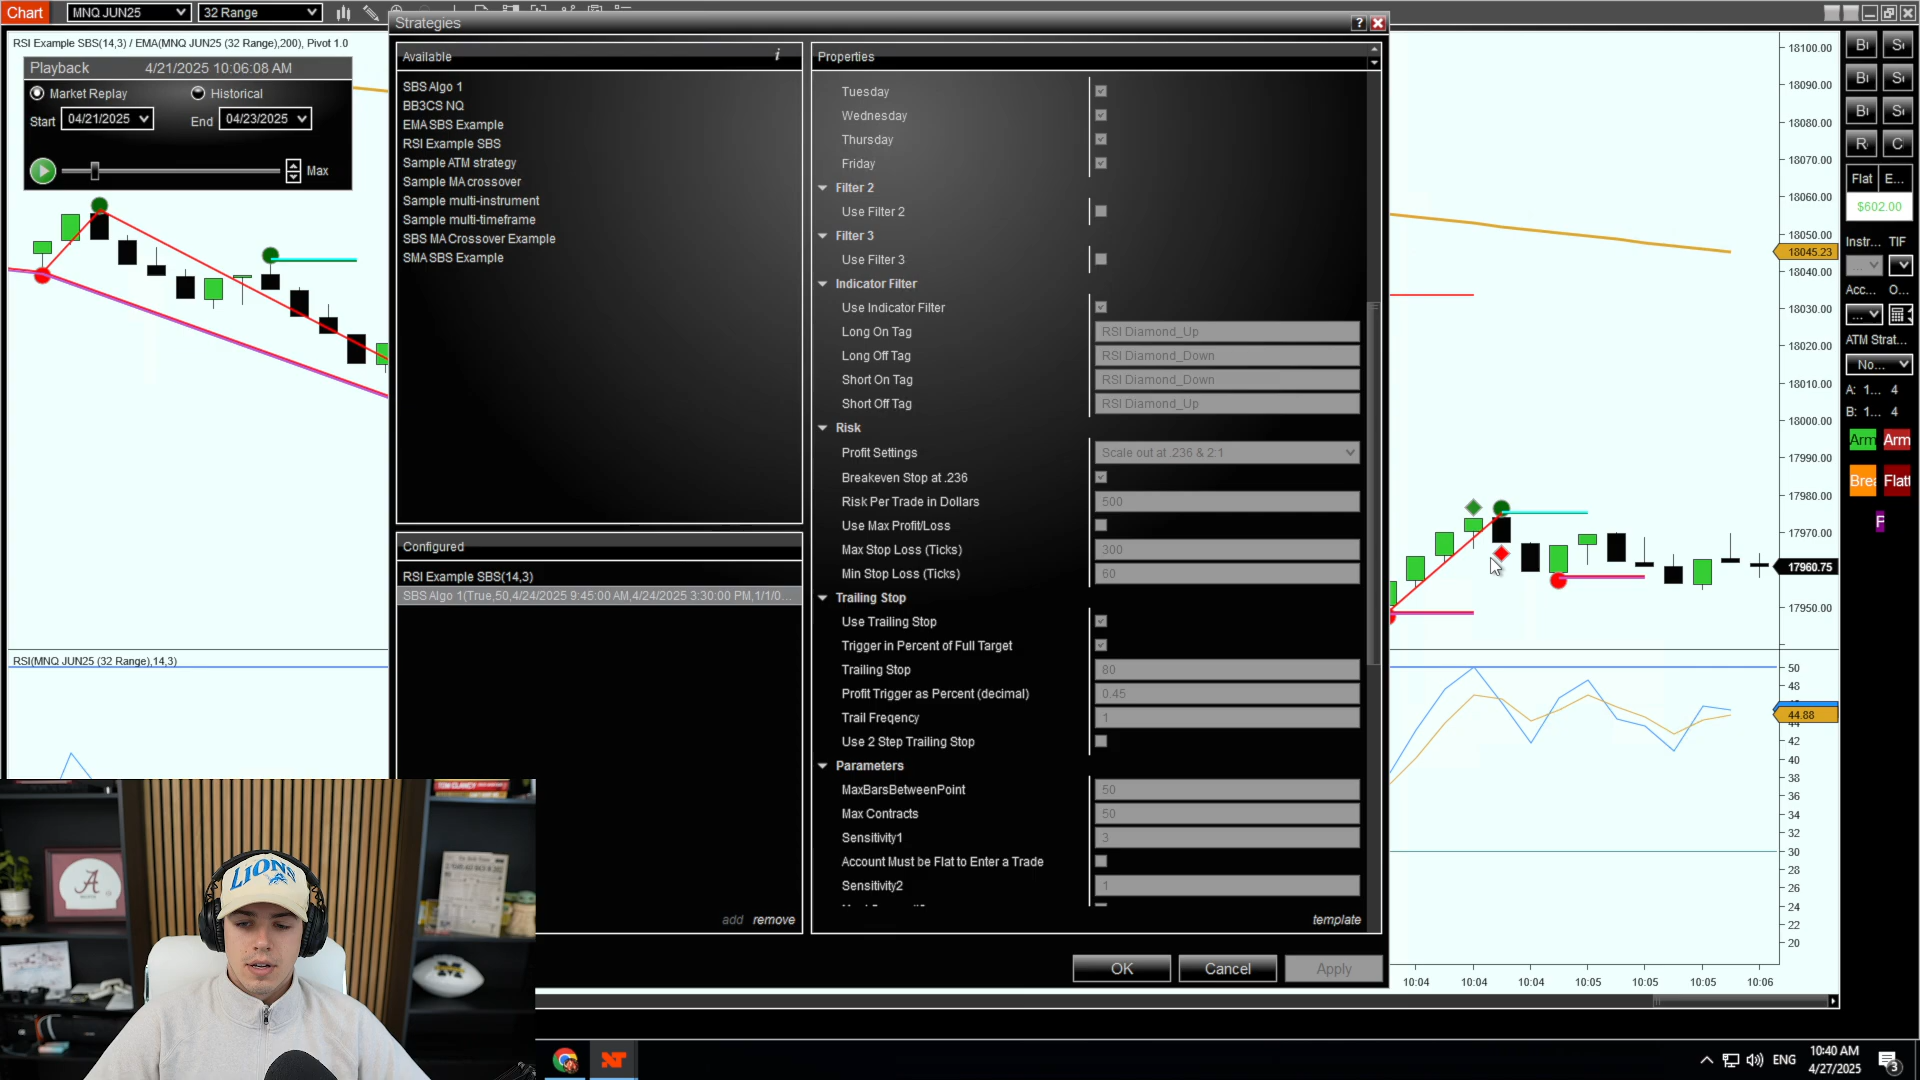 Chart
MNQ JUN25
32 Range
RSI Example SBS(14,3) / EMA(MNQ JUN25 (32 Range),200), Pivot 1.0
Playback
4/21/2025 10:06:08 AM
Market Replay
Historical
Start
04/21/2025
End
04/23/2025
Max
RSI(MNQ JUN25 (32 Range),14,3)
Strategies
?
Available
i
SBS Algo 1
BB3CS NQ
EMA SBS Example
RSI Example SBS
Sample ATM strategy
Sample MA crossover
Sample multi-instrument
Sample multi-timeframe
SBS MA Crossover Example
SMA SBS Example
Configured
RSI Example SBS(14,3)
SBS Algo 1(True,50,4/24/2025 9:45:00 AM,4/24/2025 3:30:00 PM,1/1/0...
add
remove
Properties
Tuesday
Wednesday
Thursday
Friday
Filter 2
Use Filter 2
Filter 3
Use Filter 3
Indicator Filter
Use Indicator Filter
Long On Tag
RSI Diamond_Up
Long Off Tag
RSI Diamond_Down
Short On Tag
RSI Diamond_Down
Short Off Tag
RSI Diamond_Up
Risk
Profit Settings
Scale out at .236 & 2:1
Breakeven Stop at .236
Risk Per Trade in Dollars
500
Use Max Profit/Loss
Max Stop Loss (Ticks)
300
Min Stop Loss (Ticks)
60
Trailing Stop
Use Trailing Stop
Trigger in Percent of Full Target
Trailing Stop
80
Profit Trigger as Percent (decimal)
0.45
Trail Freqency
1
Use 2 Step Trailing Stop
Parameters
MaxBarsBetweenPoint
50
Max Contracts
50
Sensitivity1
3
Account Must be Flat to Enter a Trade
Sensitivity2
1
template
OK
Cancel
Apply
18100.00
18090.00
18080.00
18070.00
18060.00
18050.00
18045.23
18040.00
18030.00
18020.00
18010.00
18000.00
17990.00
17980.00
17970.00
17960.75
17950.00
50
48
46
44.88
42
40
38
36
34
32
30
28
26
24
22
20
10:04
10:04
10:04
10:05
10:05
10:05
10:06
Flat
E...
$602.00
Instr...
TIF
...
Acc...
O...
...
ATM Strat...
No...
A: 1... 4
B: 1... 4
Arm
Arm
Brea
Flatt
R
C
LIONS
A
TOM CLANCY
ENG
10:40 AM
4/27/2025
3